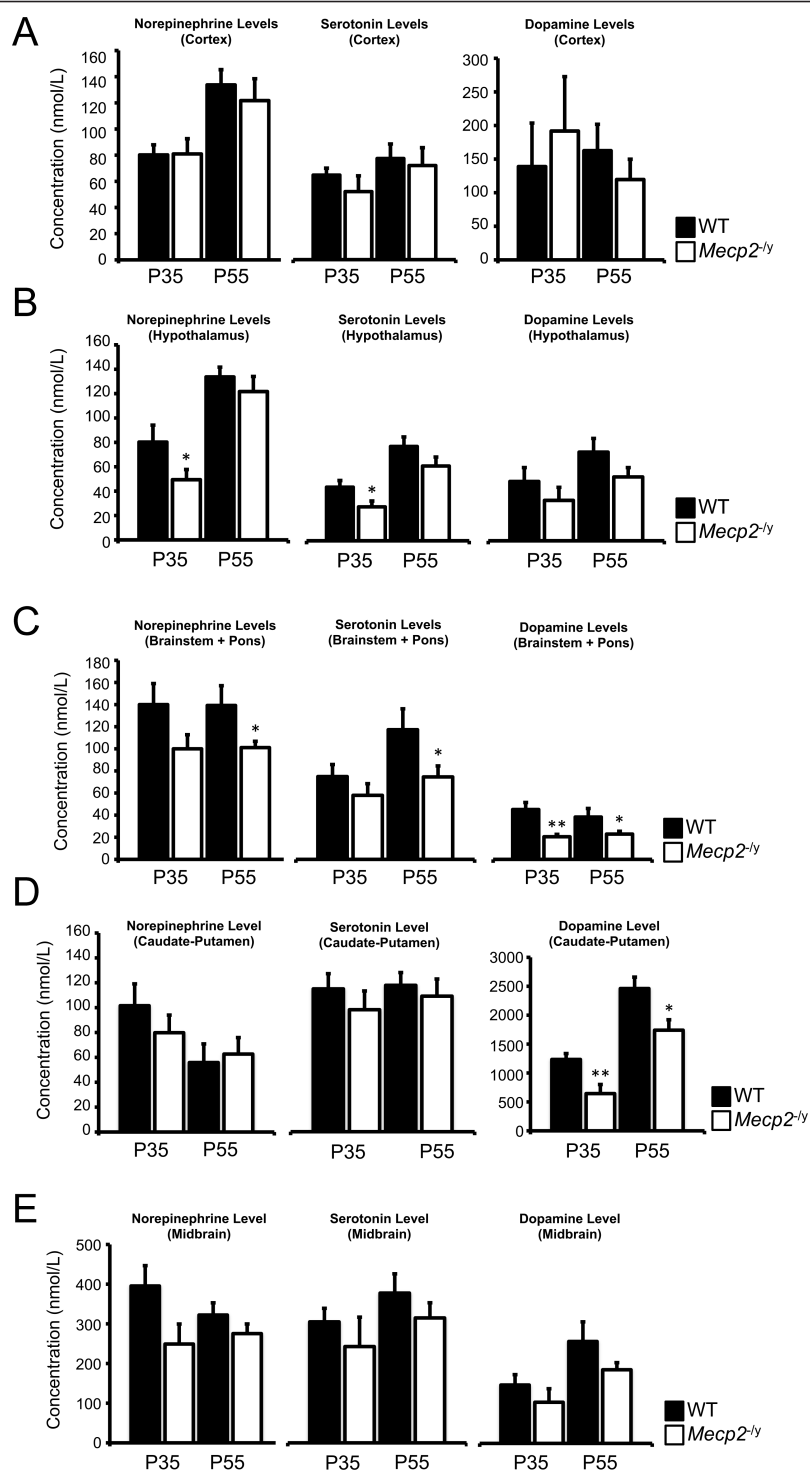 A
Norepinephrine Levels
(Cortex)
Serotonin Levels
(Cortex)
Dopamine Levels
(Cortex)
Concentration (nmol/L)
160
140
120
100
80
60
40
20
0
300
250
200
150
100
50
0
P35 P55
P35 P55
P35 P55
WT
Mecp2-/y
B
Norepinephrine Levels
(Hypothalamus)
Serotonin Levels
(Hypothalamus)
Dopamine Levels
(Hypothalamus)
Concentration (nmol/L)
160
140
120
100
80
60
40
20
0
*
*
P35 P55
P35 P55
P35 P55
WT
Mecp2-/y
C
Norepinephrine Levels
(Brainstem + Pons)
Serotonin Levels
(Brainstem + Pons)
Dopamine Levels
(Brainstem + Pons)
Concentration (nmol/L)
180
160
140
120
100
80
60
40
20
0
*
*
** *
P35 P55
P35 P55
P35 P55
WT
Mecp2-/y
D
Norepinephrine Level
(Caudate-Putamen)
Serotonin Level
(Caudate-Putamen)
Dopamine Level
(Caudate-Putamen)
Concentration (nmol/L)
160
140
120
100
80
60
40
20
0
3000
2500
2000
1500
1000
500
0
** *
P35 P55
P35 P55
P35 P55
WT
Mecp2-/y
E
Norepinephrine Level
(Midbrain)
Serotonin Level
(Midbrain)
Dopamine Level
(Midbrain)
Concentration (nmol/L)
500
400
300
200
100
0
P35 P55
P35 P55
P35 P55
WT
Mecp2-/y